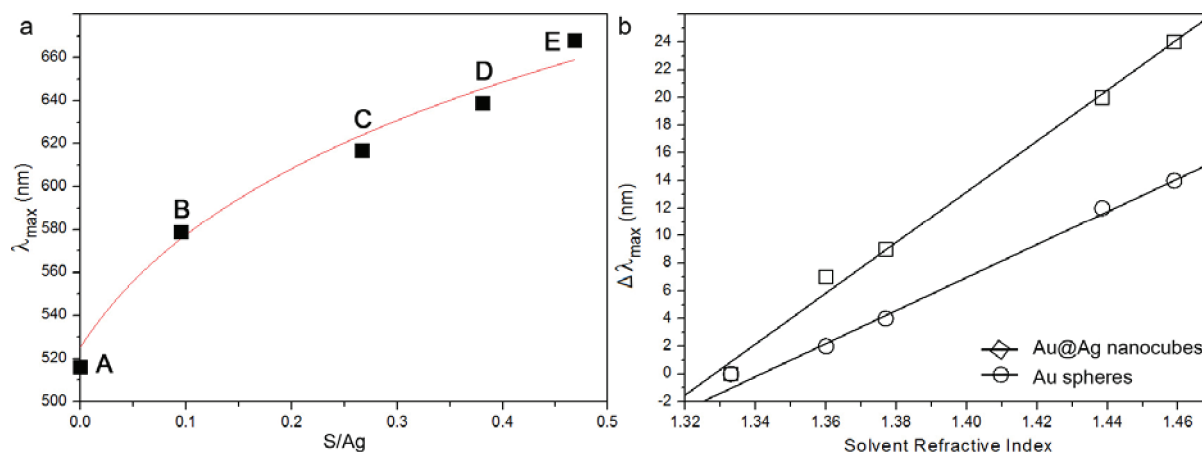 a
λmax (nm)
660
640
620
600
580
560
540
520
500
A
B
C
D
E
0.0 0.1 0.2 0.3 0.4 0.5
S/Ag
b
Δ λmax (nm)
24
22
20
18
16
14
12
10
8
6
4
2
0
-2
Au@Ag nanocubes
Au spheres
1.32 1.34 1.36 1.38 1.40 1.42 1.44 1.46
Solvent Refractive Index